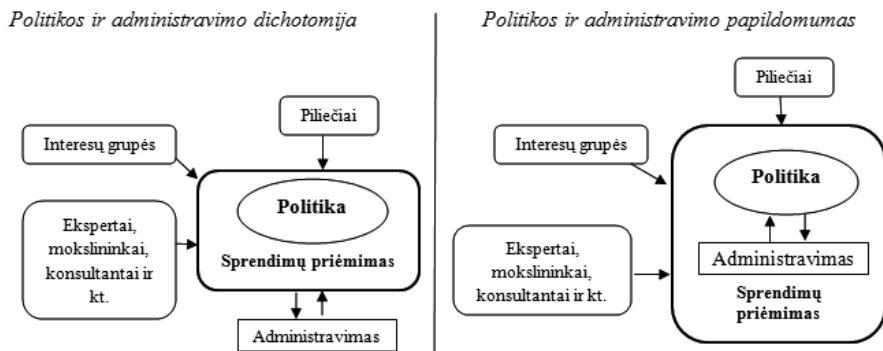 Politikos ir administravimo dichotomija
Piliečiai
Interesų grupės
Politika
Ekspertai,
mokslininkai,
konsultantai ir
kt.
Sprendimų priėmimas
Administravimas
Politikos ir administravimo papildomumas
Piliečiai
Interesų grupės
Politika
Ekspertai,
mokslininkai,
konsultantai ir kt.
Administravimas
Sprendimų
priėmimas